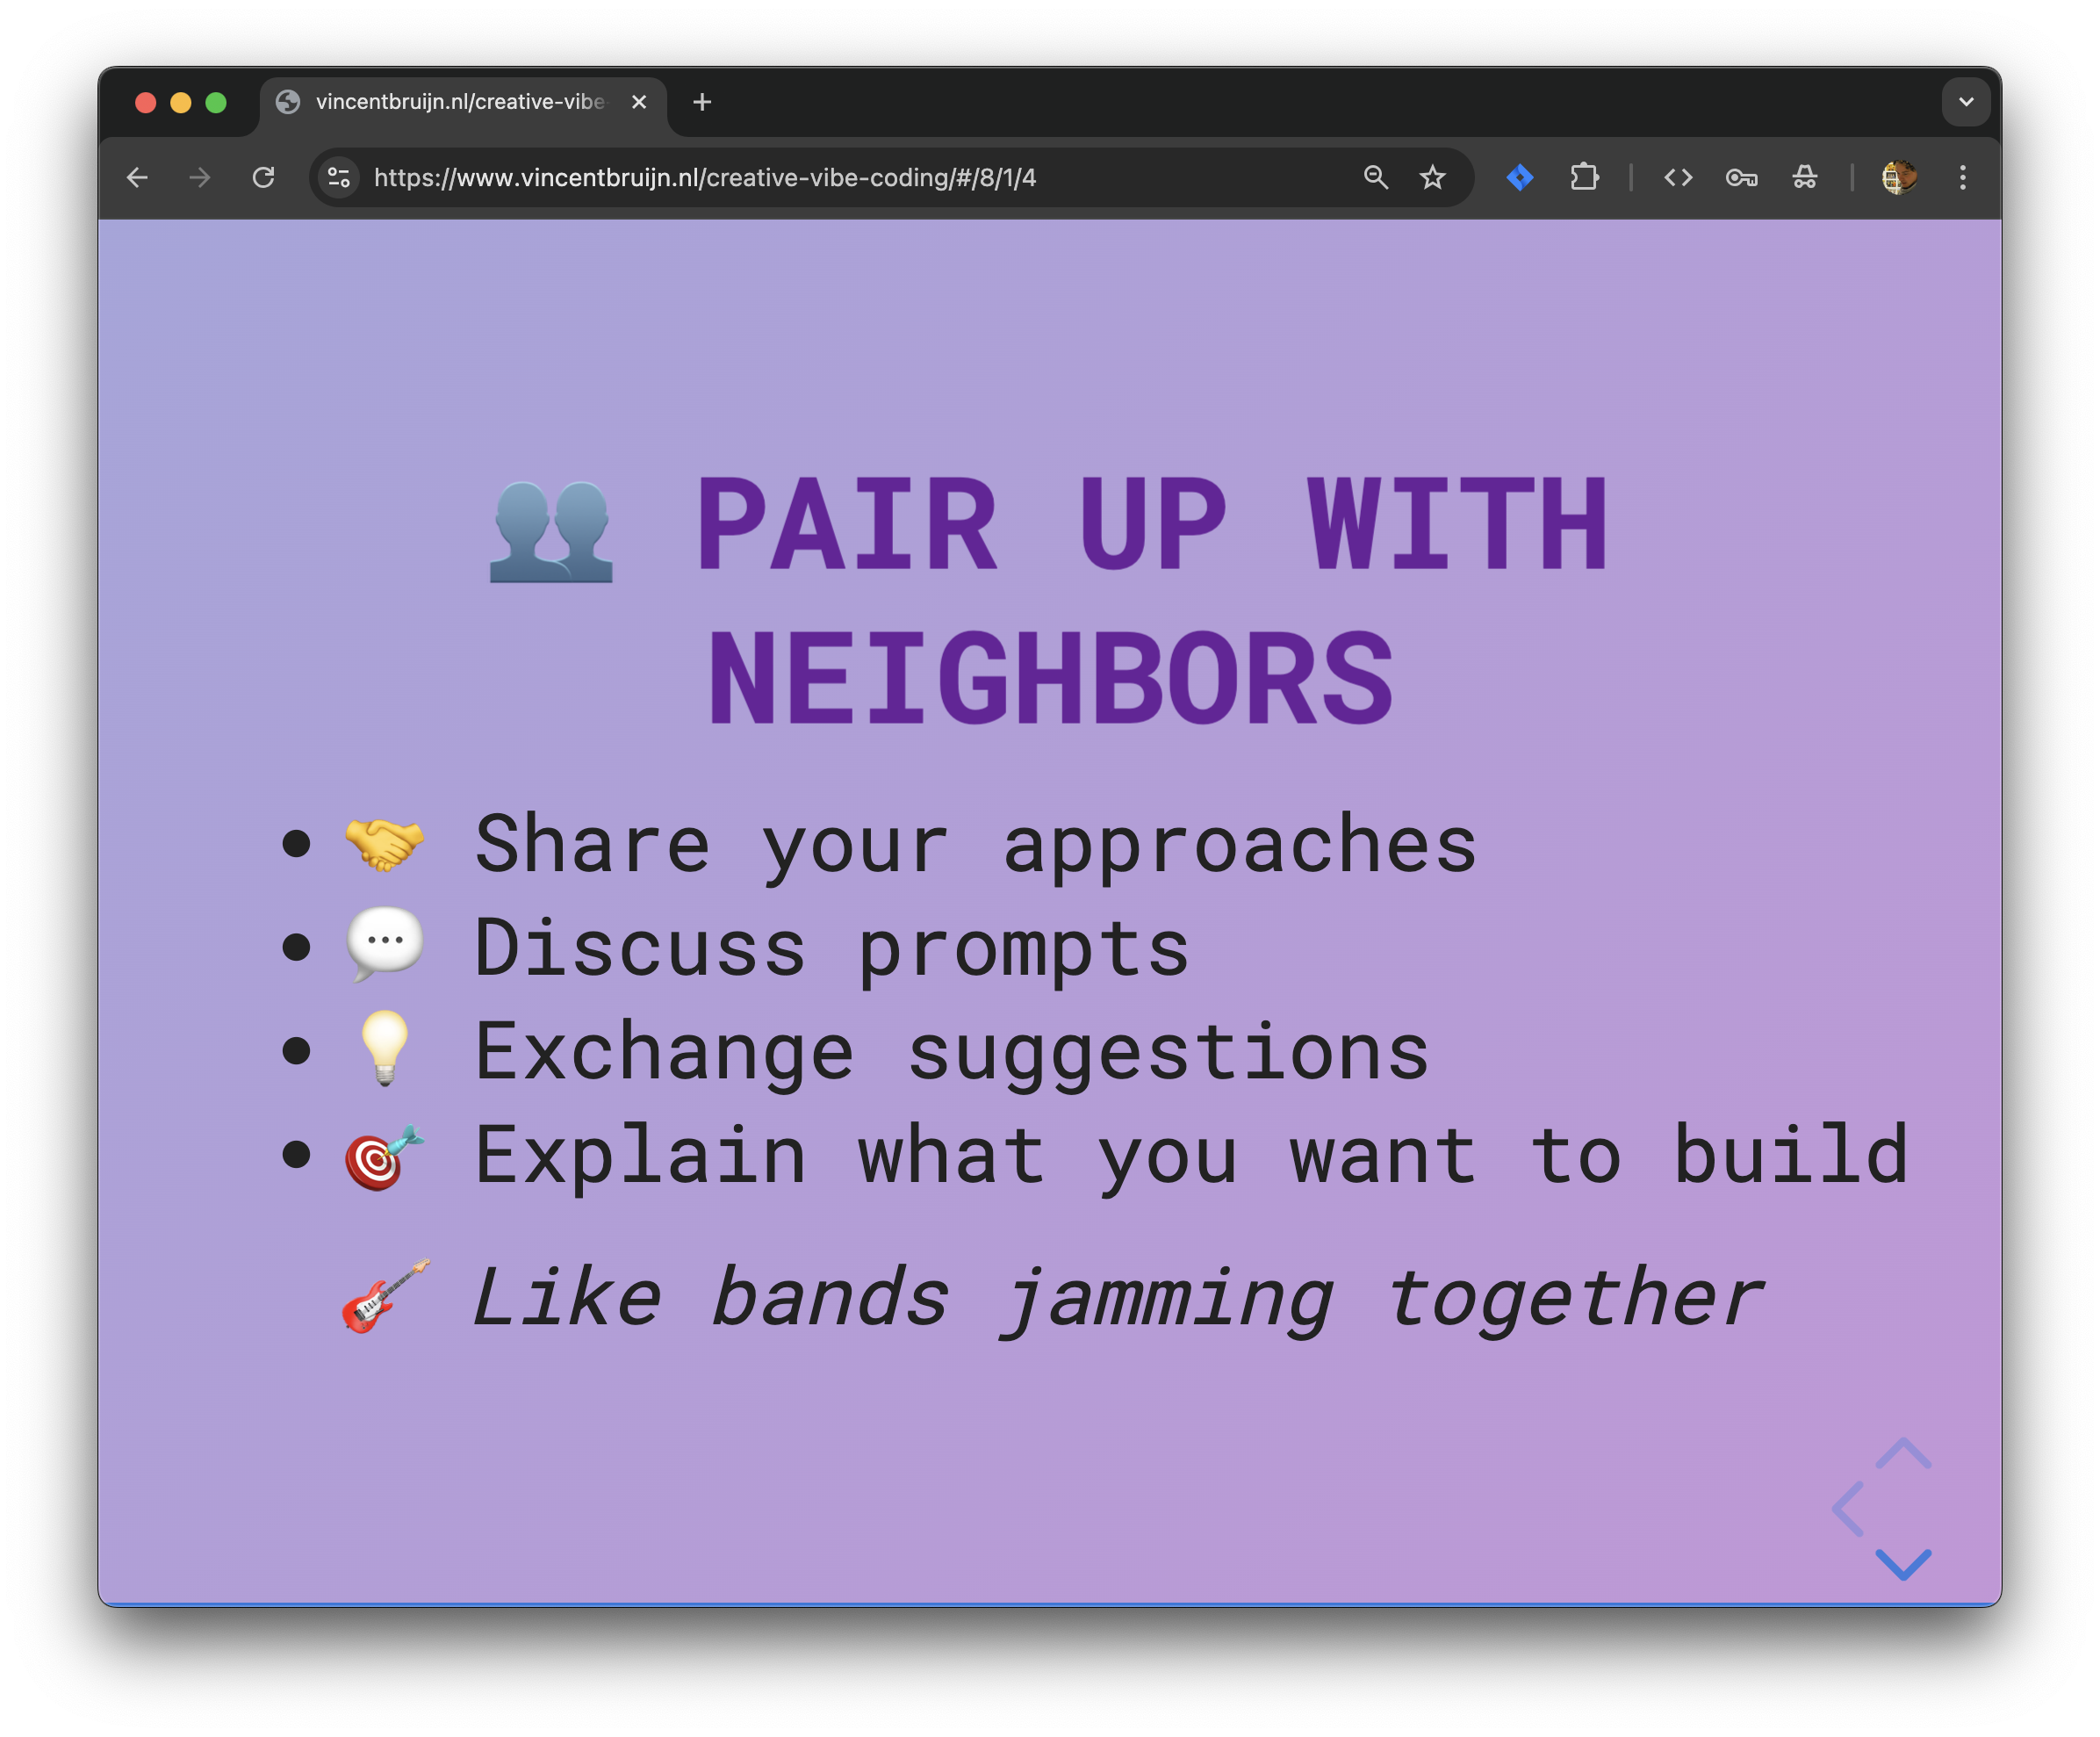 vincentbruijn.nl/creative-vibe-
https://www.vincentbruijn.nl/creative-vibe-coding/#/8/1/4
👥 PAIR UP WITH
NEIGHBORS
• 🤝 Share your approaches
• 💬 Discuss prompts
• 💡 Exchange suggestions
• 🎯 Explain what you want to build
🎸 Like bands jamming together